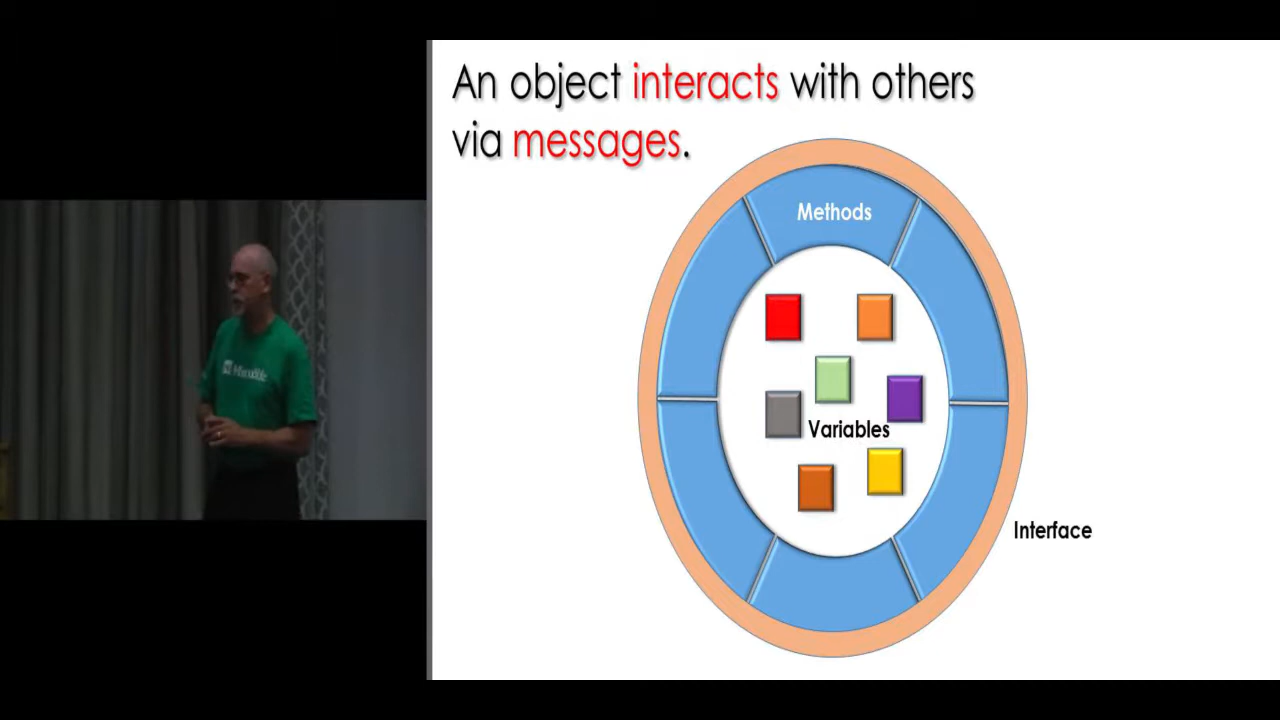 An object interacts with others
via messages.
Methods
Variables
Interface